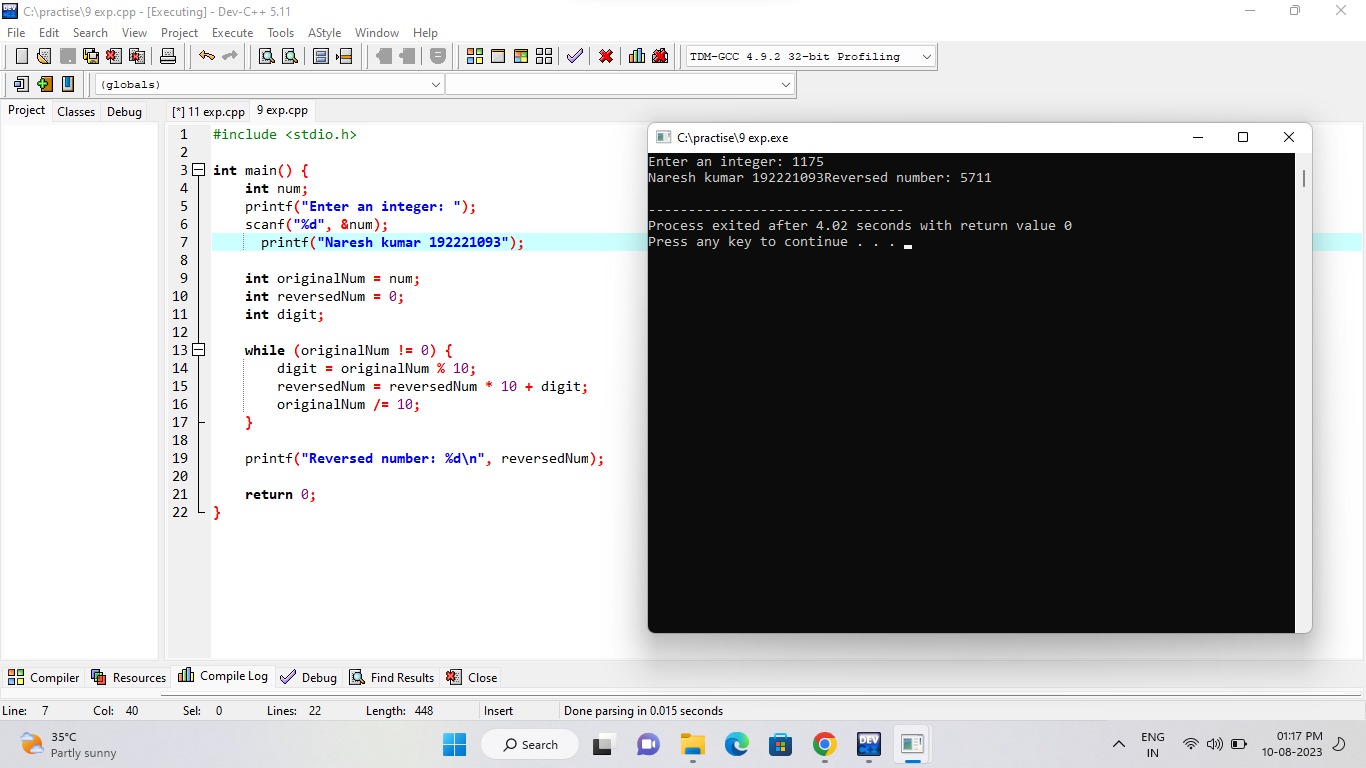 C:\practise\9 exp.cpp - [Executing] - Dev-C++ 5.11
File Edit Search View Project Execute Tools AStyle Window Help
TDM-GCC 4.9.2 32-bit Profiling
(globals)
Project Classes Debug
[*] 11 exp.cpp 9 exp.cpp
1 #include <stdio.h>
2
3 int main() {
4 int num;
5 printf("Enter an integer: ");
6 scanf("%d", &num);
7 printf("Naresh kumar 192221093");
8
9 int originalNum = num;
10 int reversedNum = 0;
11 int digit;
12
13 while (originalNum != 0) {
14 digit = originalNum % 10;
15 reversedNum = reversedNum * 10 + digit;
16 originalNum /= 10;
17 }
18
19 printf("Reversed number: %d\n", reversedNum);
20
21 return 0;
22 }
C:\practise\9 exp.exe
Enter an integer: 1175
Naresh kumar 192221093Reversed number: 5711
--------------------------------
Process exited after 4.02 seconds with return value 0
Press any key to continue . . .
Compiler Resources Compile Log Debug Find Results Close
Line: 7 Col: 40 Sel: 0 Lines: 22 Length: 448 Insert Done parsing in 0.015 seconds
35°C
Partly sunny
Search
DEV
ENG
IN
01:17 PM
10-08-2023